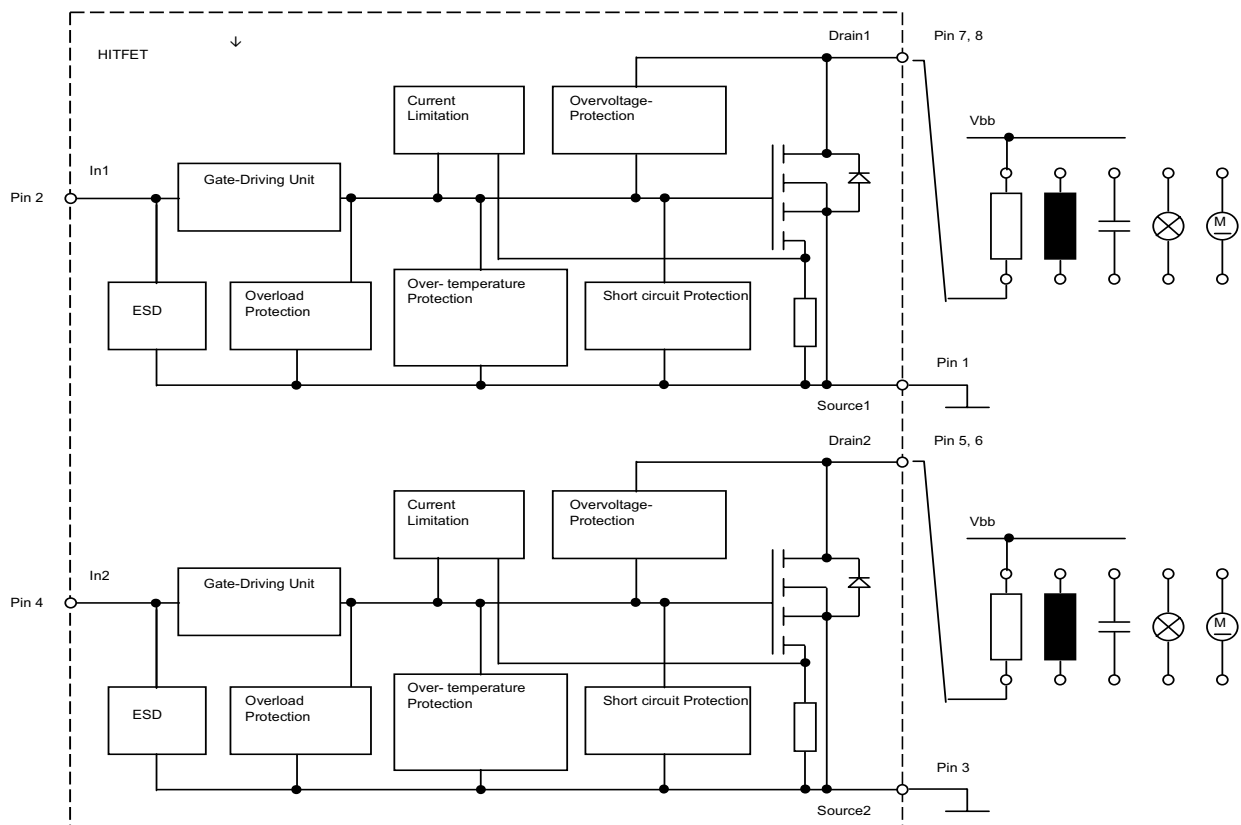 HITFET
Drain1
Pin 7, 8
Current
Limitation
Overvoltage-
Protection
Vbb
In1
Gate-Driving Unit
Pin 2
M
ESD
Overload
Protection
Over- temperature
Protection
Short circuit Protection
Pin 1
Source1
Drain2
Pin 5, 6
Current
Limitation
Overvoltage-
Protection
Vbb
In2
Gate-Driving Unit
Pin 4
M
ESD
Overload
Protection
Over- temperature
Protection
Short circuit Protection
Pin 3
Source2